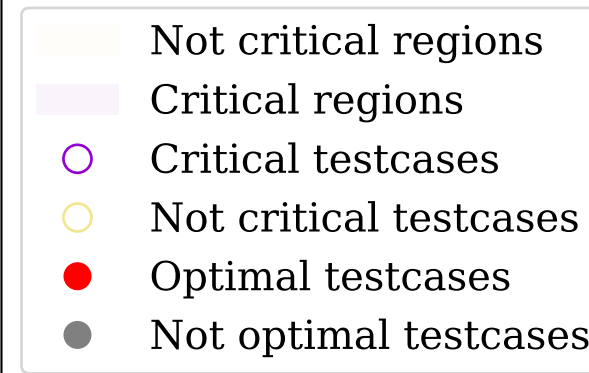 Not critical regions
Critical regions
Critical testcases
Not critical testcases
Optimal testcases
Not optimal testcases